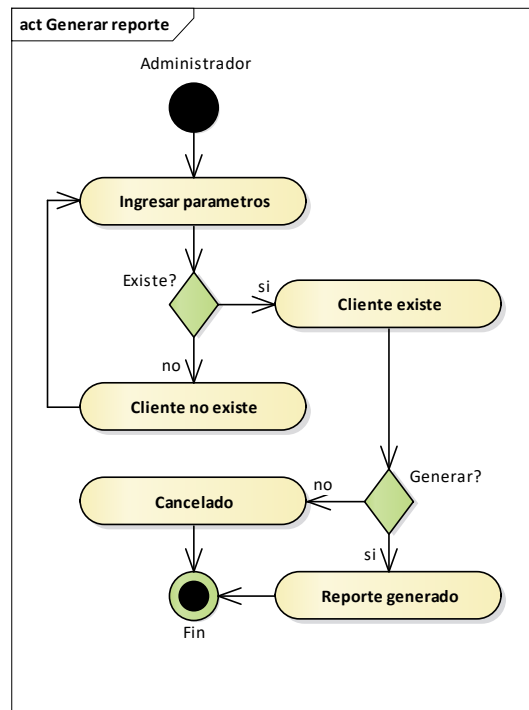 act Generar reporte
Administrador
Ingresar parametros
Existe?
si
Cliente existe
no
Cliente no existe
Generar?
no
Cancelado
si
Reporte generado
Fin